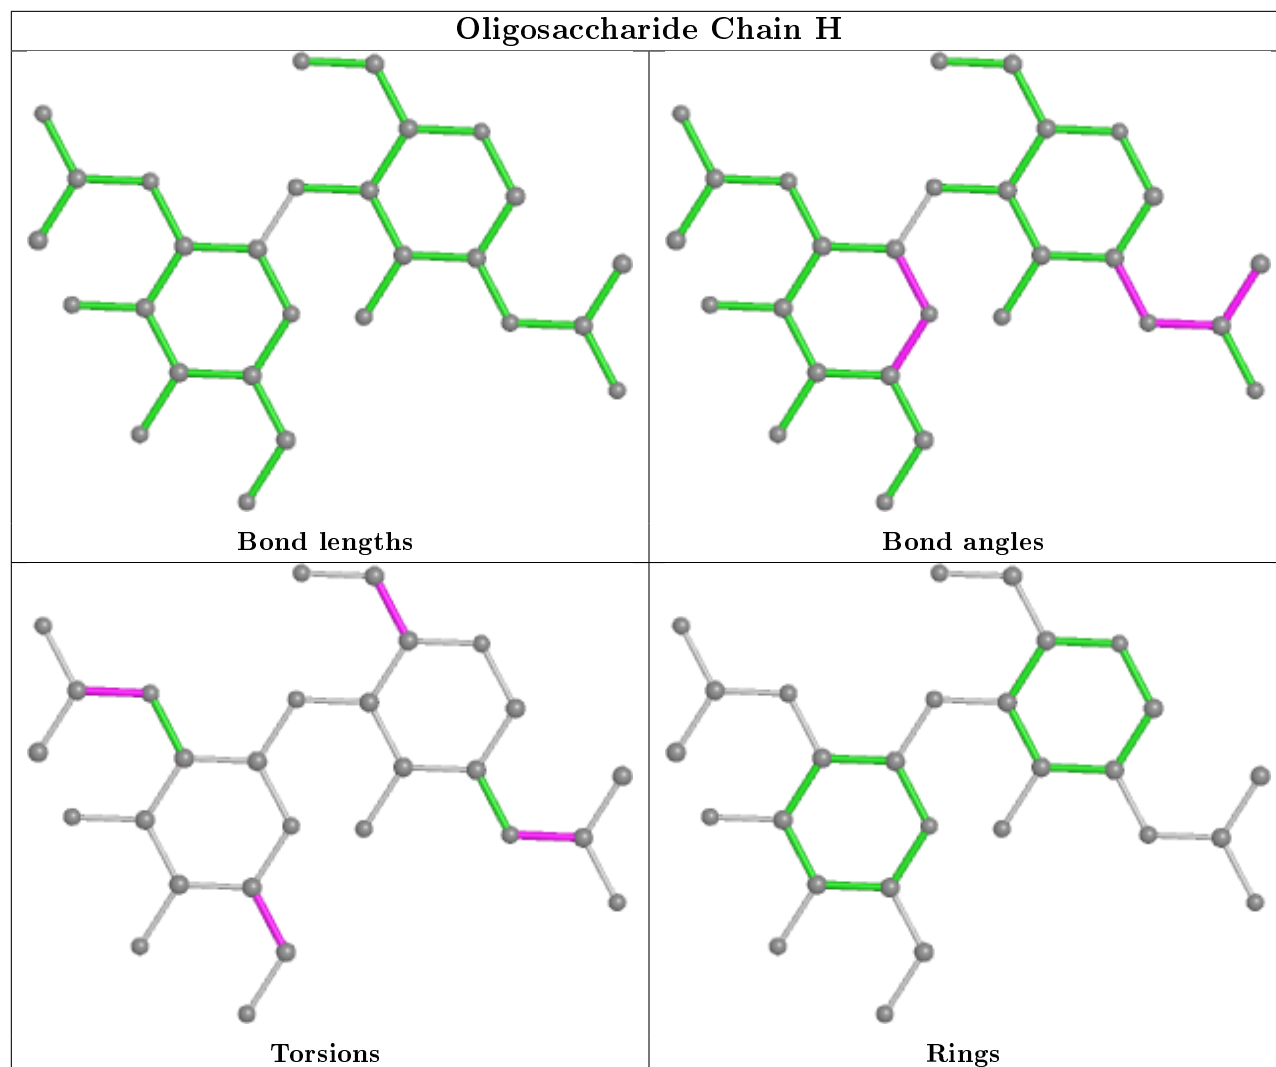 Oligosaccharide Chain H
Bond lengths
Bond angles
Torsions
Rings